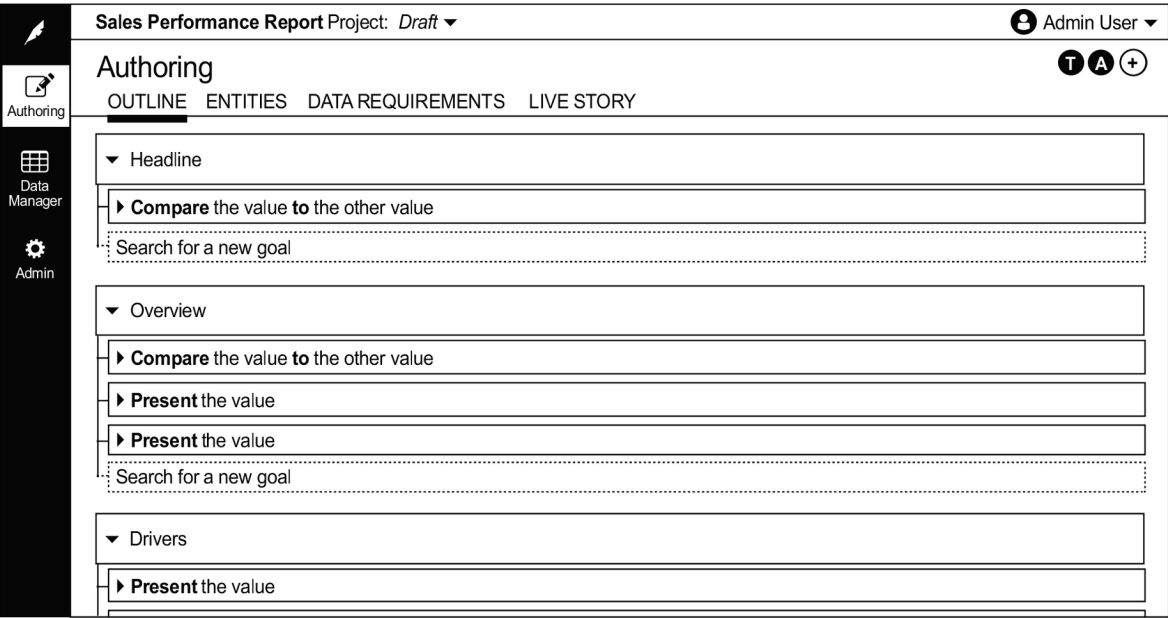 Sales Performance Report Project: Draft
Admin User
Authoring
T A +
OUTLINE ENTITIES DATA REQUIREMENTS LIVE STORY
Authoring
Data
Manager
Admin
Headline
Compare the value to the other value
Search for a new goal
Overview
Compare the value to the other value
Present the value
Present the value
Search for a new goal
Drivers
Present the value